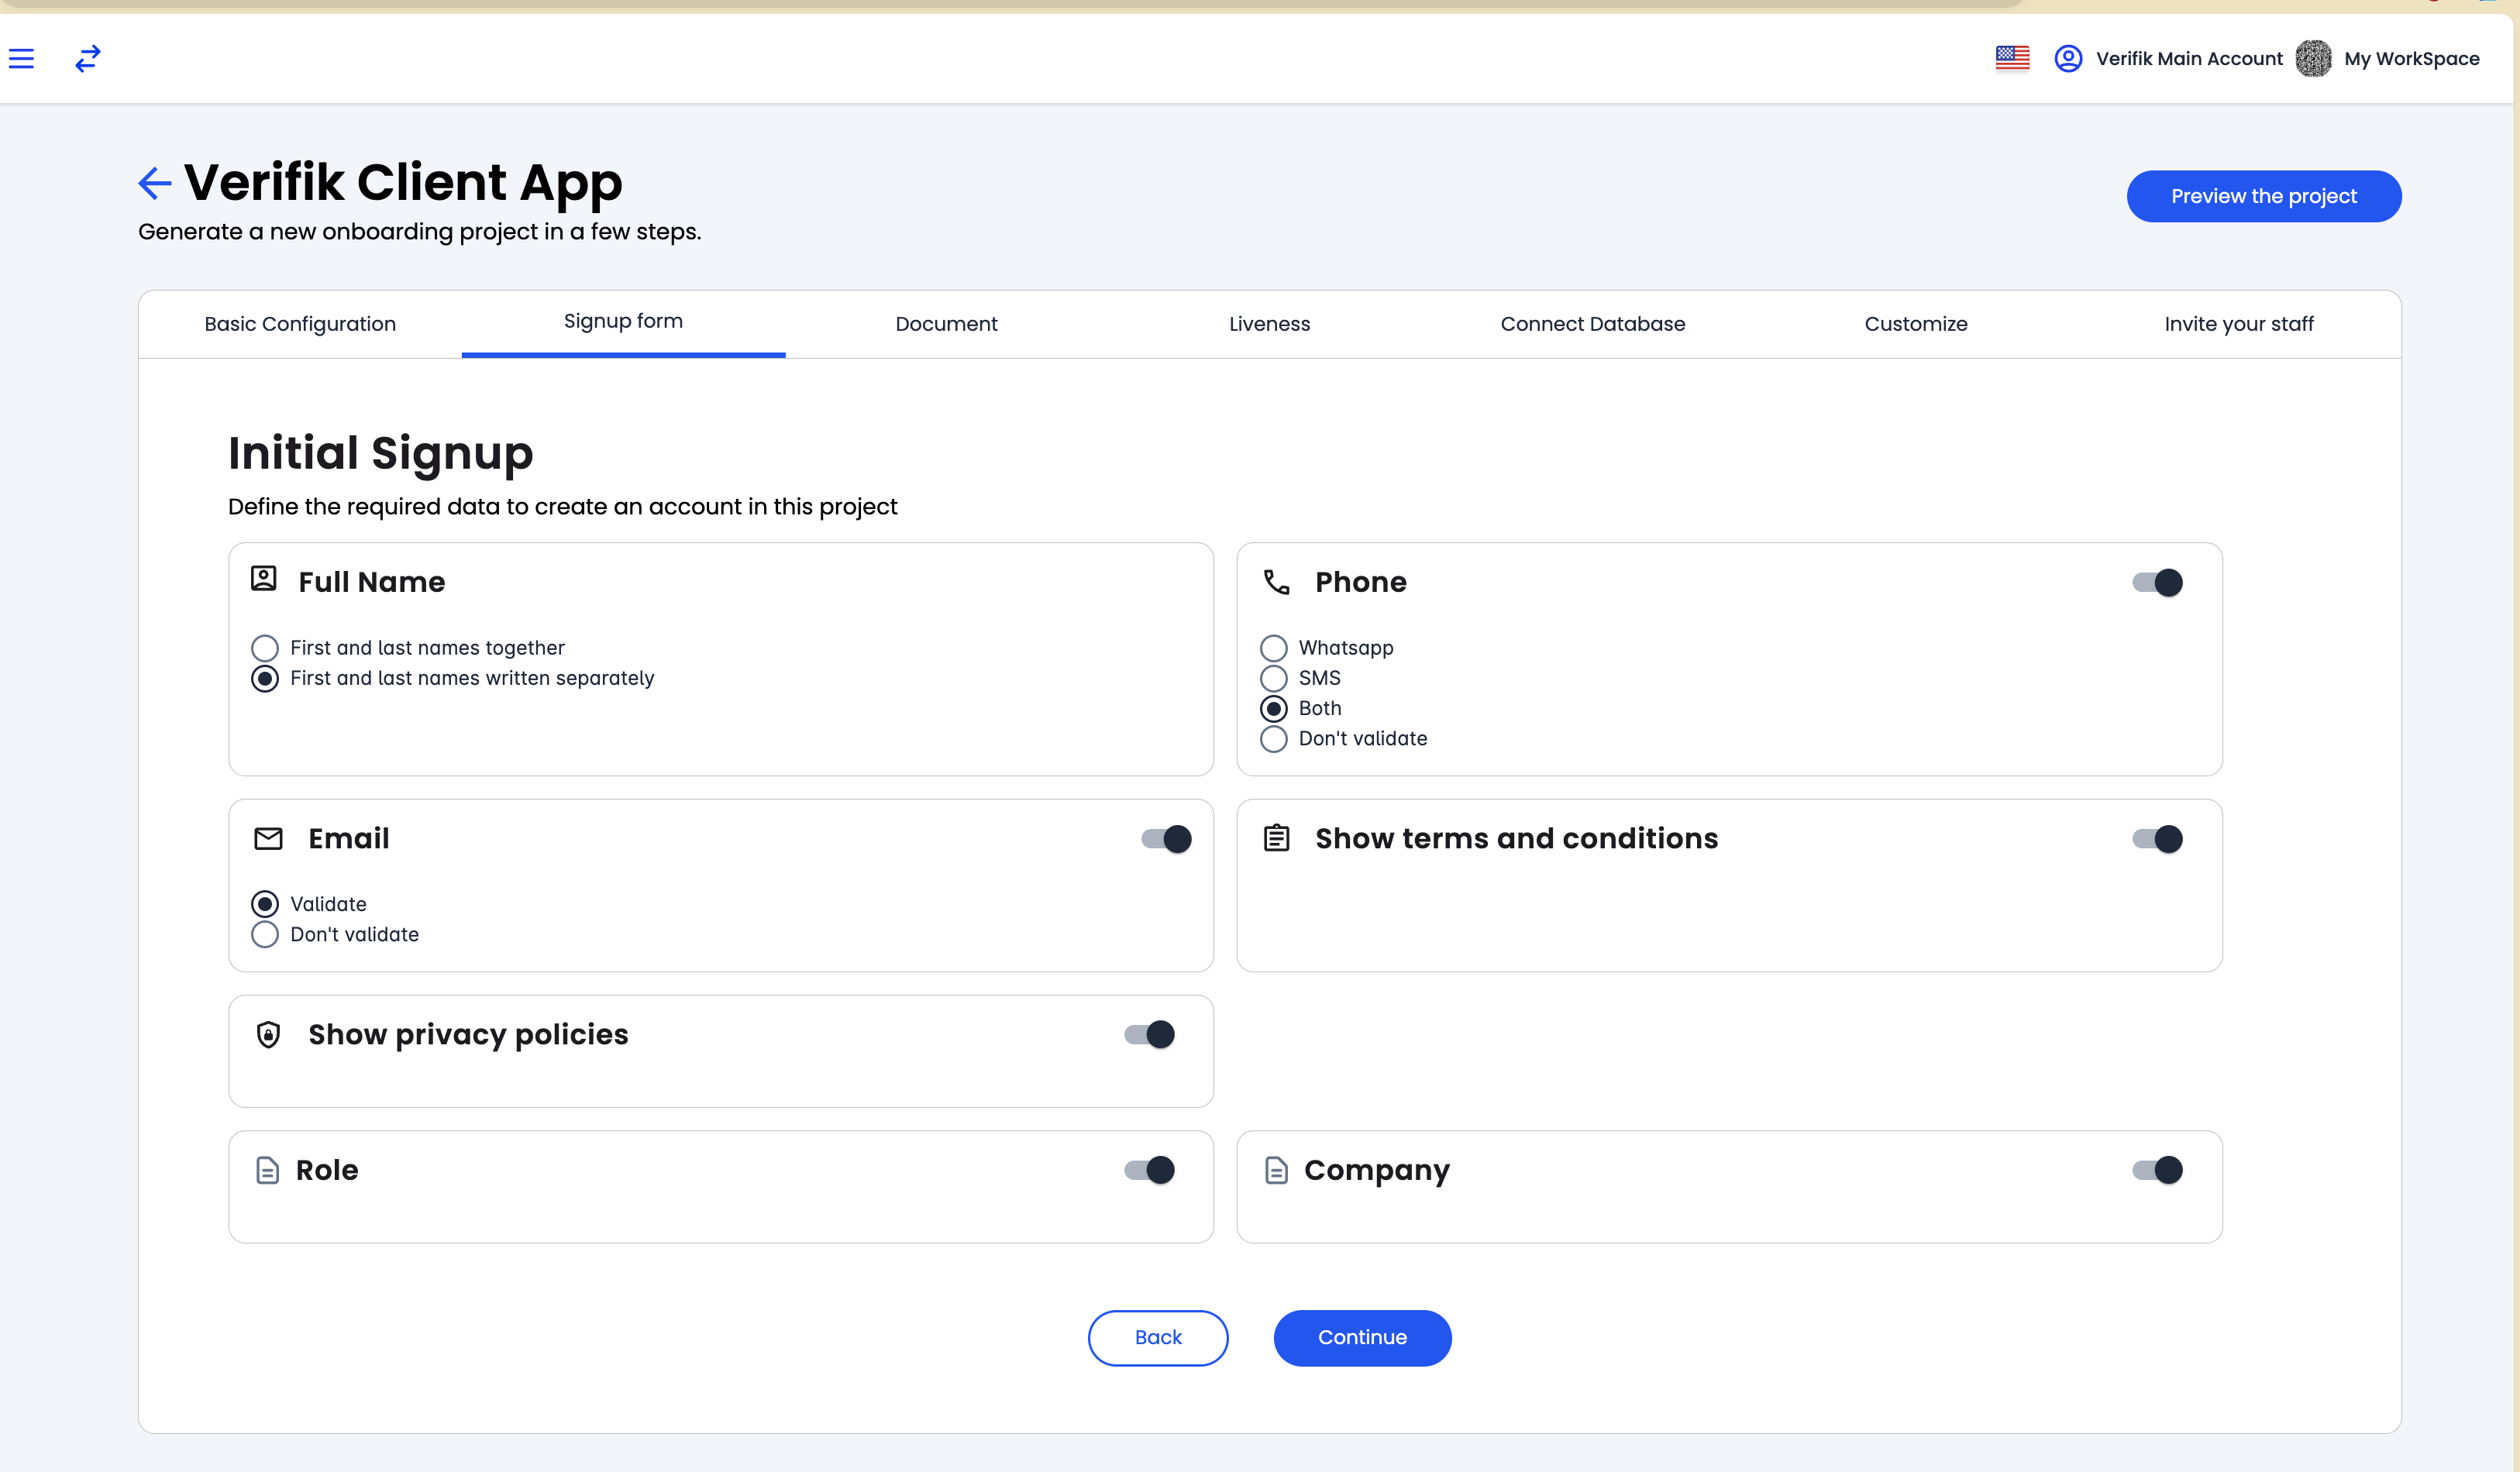 Verifik Main Account
My WorkSpace
Verifik Client App
Generate a new onboarding project in a few steps.
Preview the project
Basic Configuration
Signup form
Document
Liveness
Connect Database
Customize
Invite your staff
Initial Signup
Define the required data to create an account in this project
Full Name
First and last names together
First and last names written separately
Phone
Whatsapp
SMS
Both
Don't validate
Email
Validate
Don't validate
Show terms and conditions
Show privacy policies
Role
Company
Back
Continue